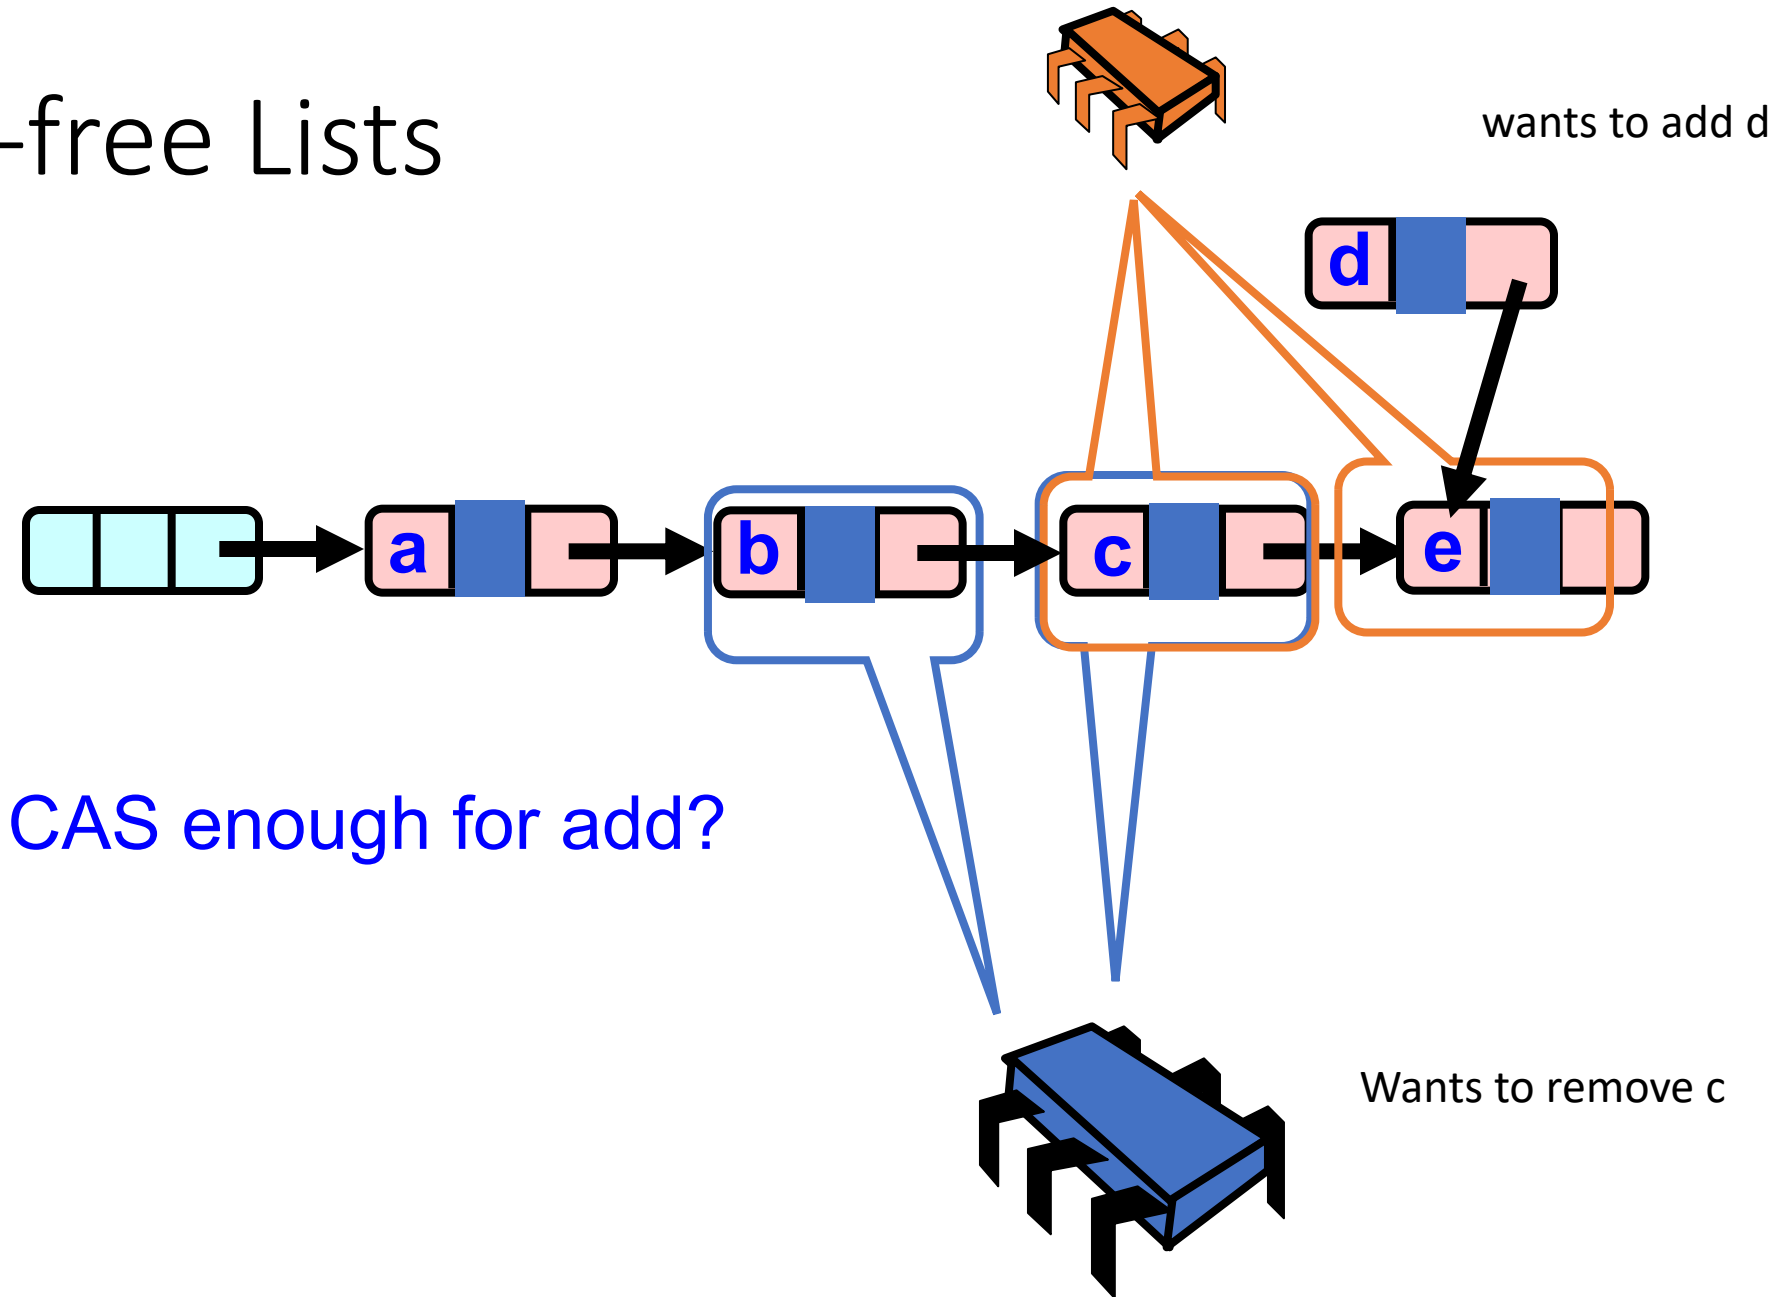 -free Lists
wants to add d
d
a
b
c
e
CAS enough for add?
Wants to remove c